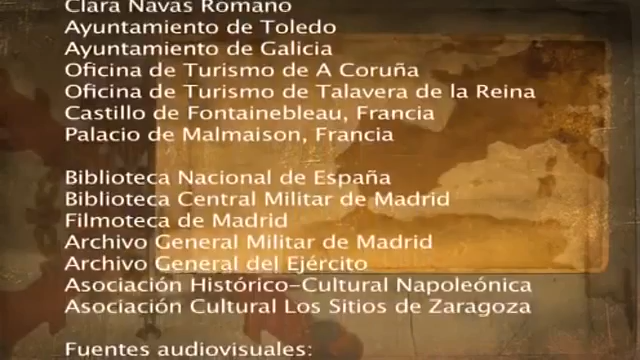 Clara Navas Romano
Ayuntamiento de Toledo
Ayuntamiento de Galicia
Oficina de Turismo de A Coruña
Oficina de Turismo de Talavera de la Reina
Castillo de Fontainebleau, Francia
Palacio de Malmaison, Francia
Biblioteca Nacional de España
Biblioteca Central Militar de Madrid
Filmoteca de Madrid
Archivo General Militar de Madrid
Archivo General del Ejército
Asociación Histórico-Cultural Napoleónica
Asociación Cultural Los Sitios de Zaragoza
Fuentes audiovisuales: